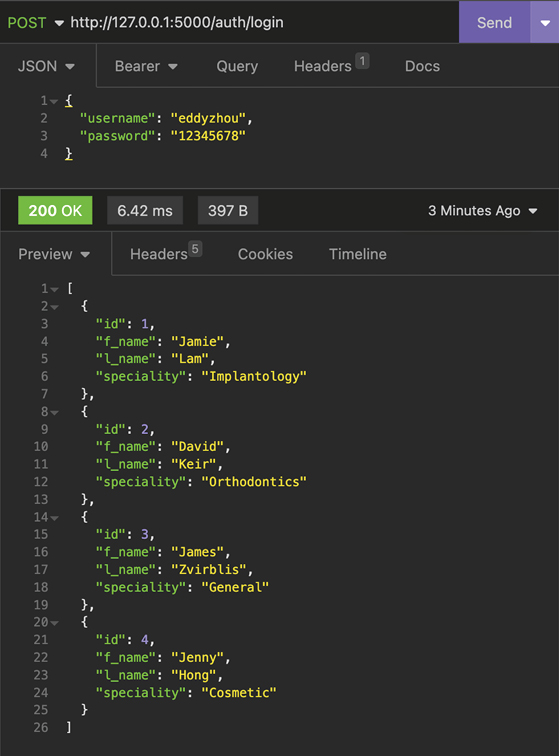 POST http://127.0.0.1:5000/auth/login Send
JSON Bearer Query Headers 1 Docs
1 {
2 "username": "eddyzhou",
3 "password": "12345678"
4 }
200 OK 6.42 ms 397 B 3 Minutes Ago
Preview Headers 5 Cookies Timeline
1 [
2 {
3 "id": 1,
4 "f_name": "Jamie",
5 "l_name": "Lam",
6 "speciality": "Implantology"
7 },
8 {
9 "id": 2,
10 "f_name": "David",
11 "l_name": "Keir",
12 "speciality": "Orthodontics"
13 },
14 {
15 "id": 3,
16 "f_name": "James",
17 "l_name": "Zvirblis",
18 "speciality": "General"
19 },
20 {
21 "id": 4,
22 "f_name": "Jenny",
23 "l_name": "Hong",
24 "speciality": "Cosmetic"
25 }
26 ]